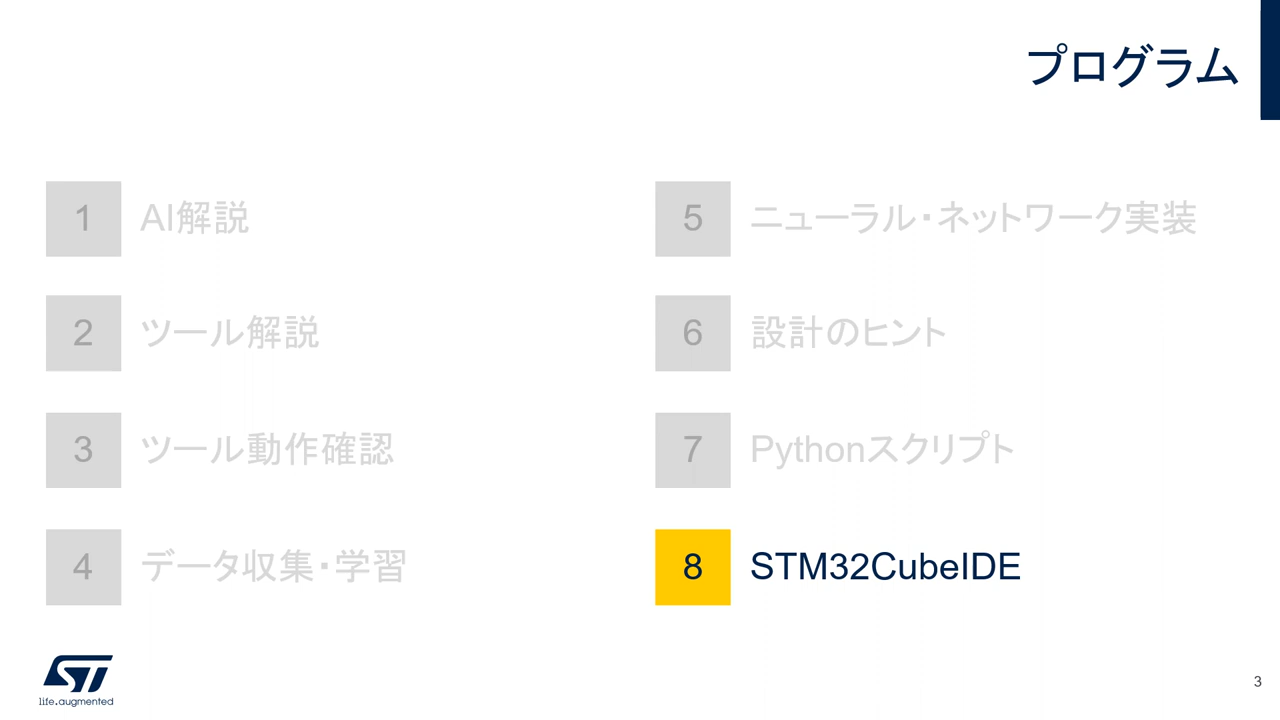 プログラム
1 AI解説
2 ツール解説
3 ツール動作確認
4 データ収集・学習
5 ニューラル・ネットワーク実装
6 設計のヒント
7 Pythonスクリプト
8 STM32CubeIDE
ST
life.augmented
3